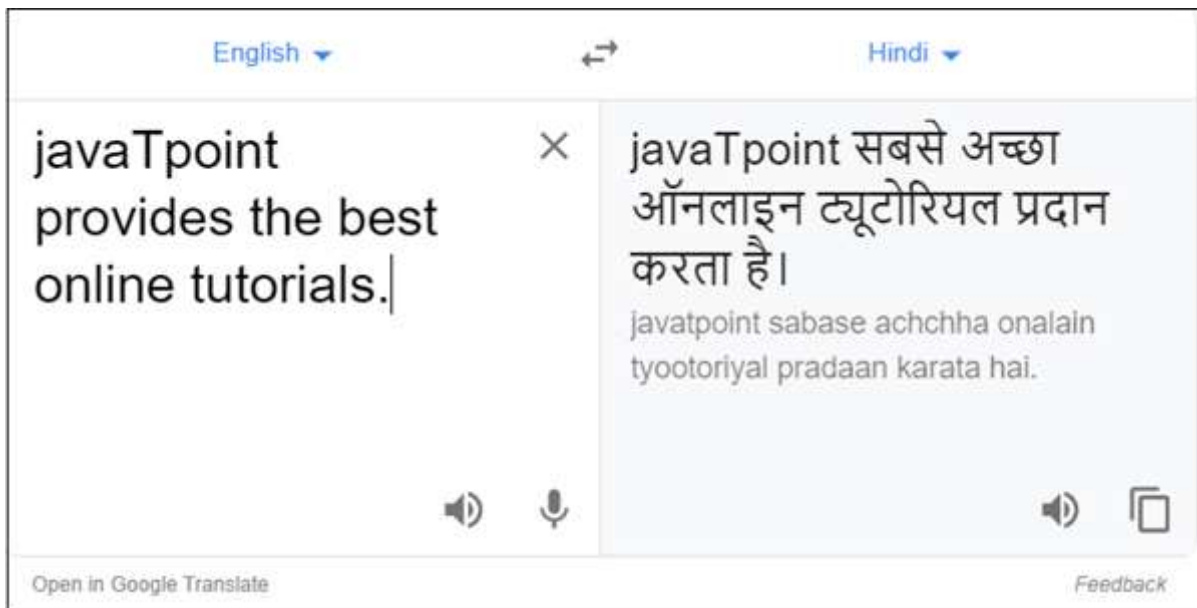 English
Hindi
javaTpoint
provides the best
online tutorials.
javaTpoint सबसे अच्छा
ऑनलाइन ट्यूटोरियल प्रदान
करता है।
javatpoint sabase achchha onalain
tyootoriyal pradaan karata hai.
Open in Google Translate
Feedback